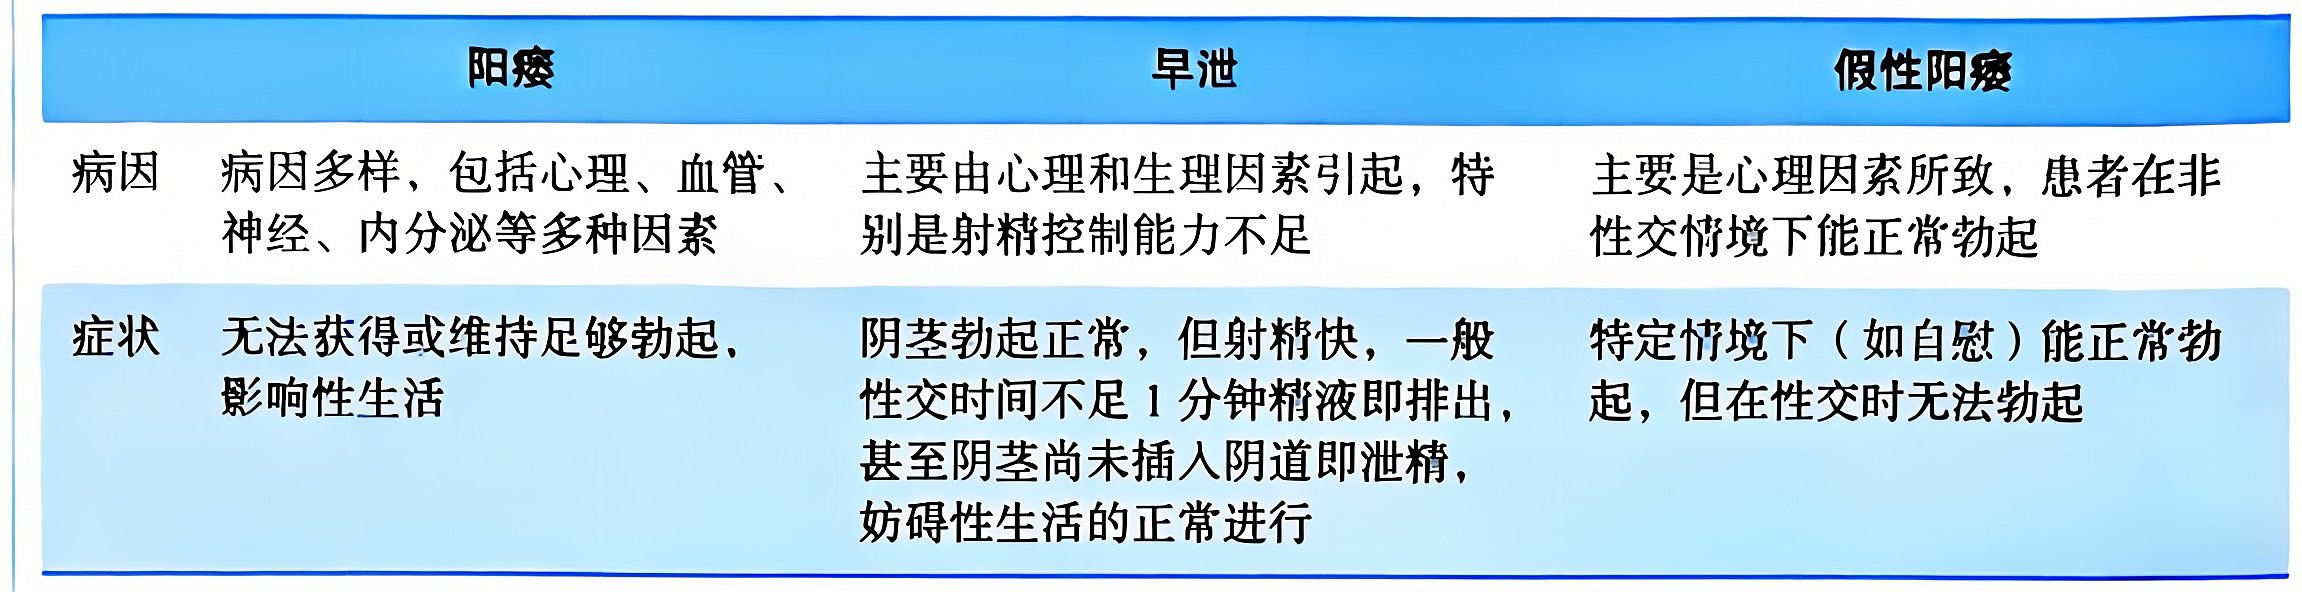 阳痿 早泄 假性阳痿
病因 病因多样，包括心理、血管、 主要由心理和生理因素引起，特 主要是心理因素所致，患者在非
神经、内分泌等多种因素 别是射精控制能力不足 性交情境下能正常勃起
症状 无法获得或维持足够勃起， 阴茎勃起正常，但射精快，一般 特定情境下（如自慰）能正常勃
影响性生活 性交时间不足1分钟精液即排出， 起，但在性交时无法勃起
甚至阴茎尚未插入阴道即泄精，
妨碍性生活的正常进行